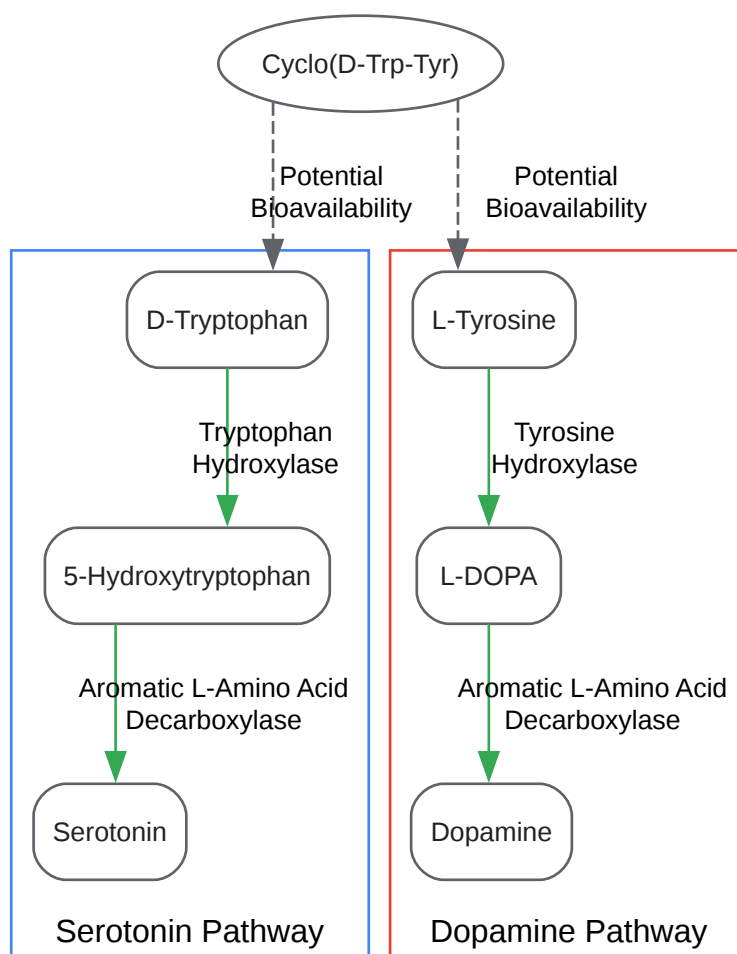 Cyclo(D-Trp-Tyr)
Potential
Bioavailability
Potential
Bioavailability
D-Tryptophan
L-Tyrosine
Tryptophan
Hydroxylase
Tyrosine
Hydroxylase
5-Hydroxytryptophan
L-DOPA
Aromatic L-Amino Acid
Decarboxylase
Aromatic L-Amino Acid
Decarboxylase
Serotonin
Dopamine
Serotonin Pathway
Dopamine Pathway